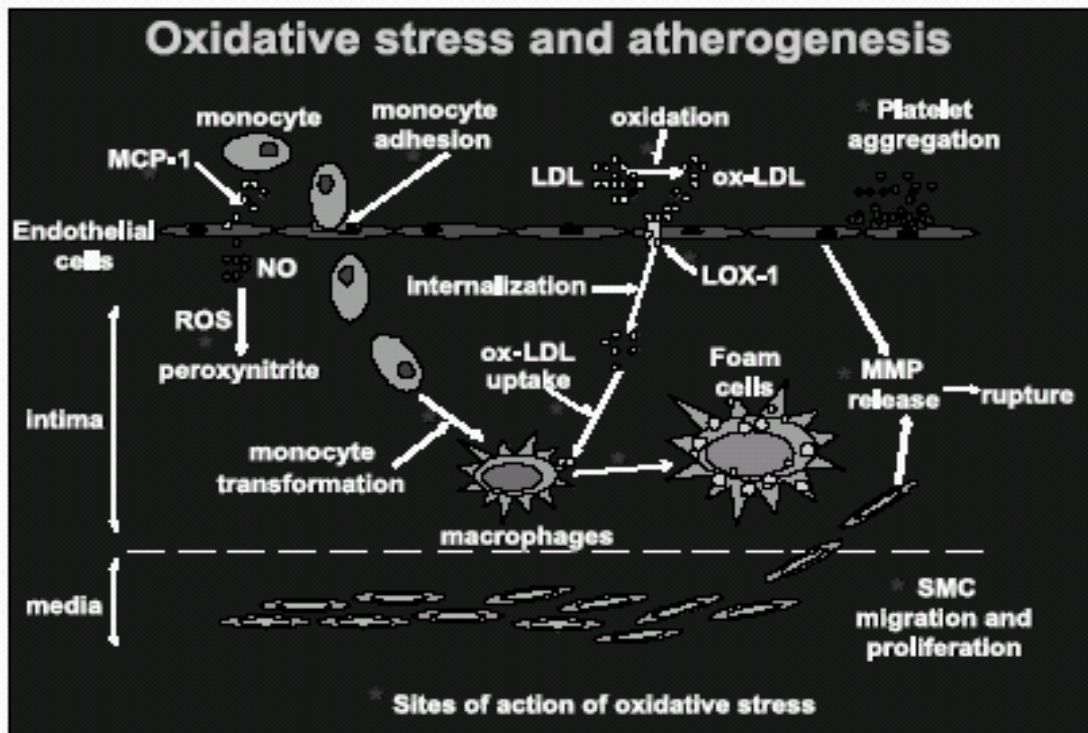 Oxidative stress and atherogenesis
monocyte
MCP-1
monocyte
adhesion
oxidation
LDL
ox-LDL
* Platelet
aggregation
*
*
*
Endothelial
cells
NO
ROS
*
peroxynitrite
internalization
LOX-1
*
ox-LDL
uptake
*
Foam
cells
* MMP
release
rupture
intima
*
monocyte
transformation
*
macrophages
media
* SMC
migration and
proliferation
* Sites of action of oxidative stress